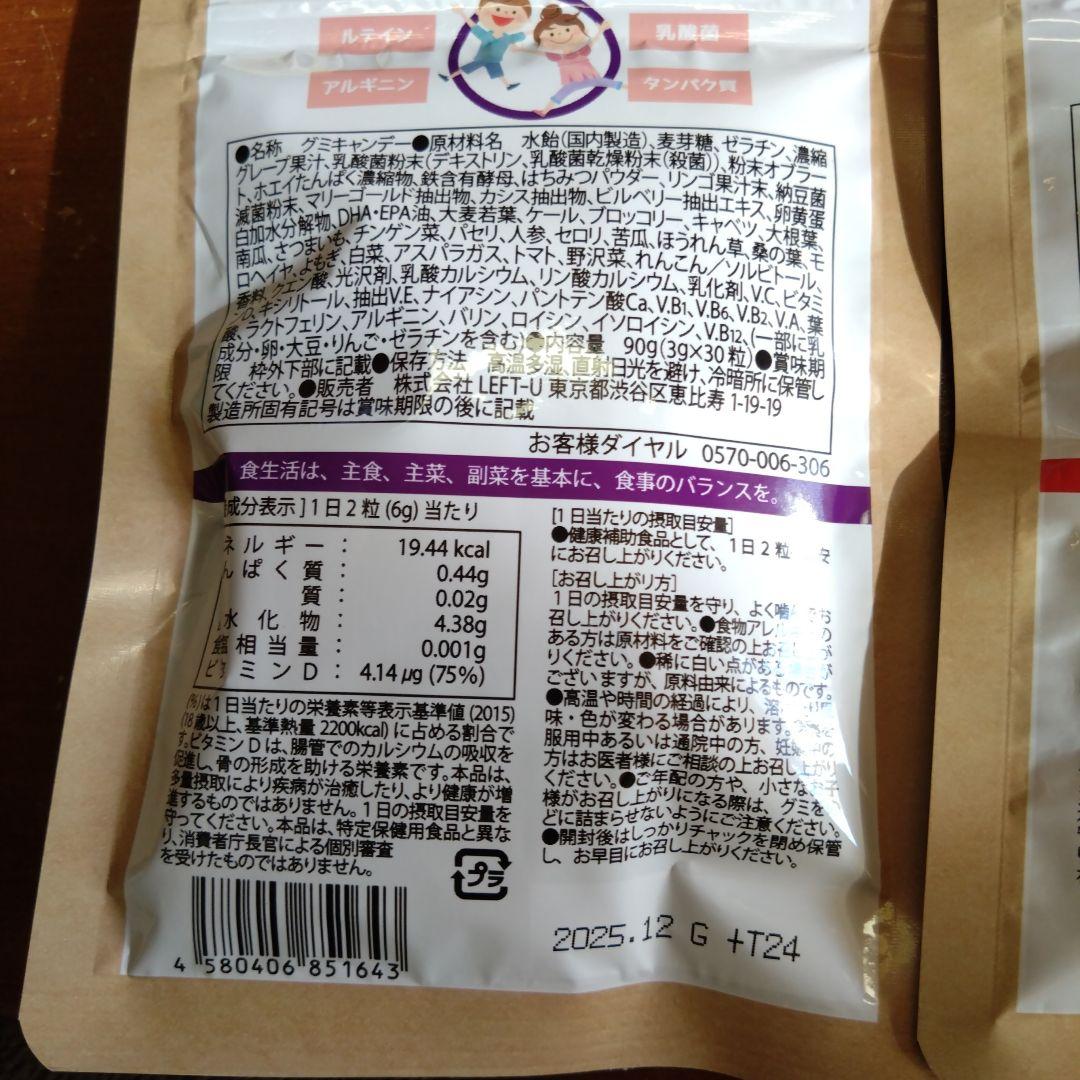 ルテイン
乳酸菌
アルギニン
タンパク質
●名称 グミキャンデー●原材料名 水飴(国内製造)、麦芽糖、ゼラチン、濃縮
グレープ果汁、乳酸菌粉末(デキストリン、乳酸菌乾燥粉末(殺菌))、粉末オブラー
ト、ホエイたんぱく濃縮物、鉄含有酵母、はちみつパウダー、リンゴ果汁末、納豆菌
滅菌粉末、マリーゴールド抽出物、カシス抽出物、ビルベリー抽出エキス、卵黄蛋
白加水分解物、DHA・EPA油、大麦若葉、ケール、ブロッコリー、キャベツ、大根葉、
南瓜、さつまいも、チンゲン菜、パセリ、人参、セロリ、苦瓜、ほうれん草、桑の葉、モ
ロヘイヤ、よもぎ、白菜、アスパラガス、トマト、野沢菜、れんこん／ソルビトール、
香料、クエン酸、光沢剤、乳酸カルシウム、リン酸カルシウム、乳化剤、V.C、ビタミ
ンD、キシリトール、抽出V.E、ナイアシン、パントテン酸Ca、V.B1、V.B6、V.B2、V.A、葉
酸、ラクトフェリン、アルギニン、バリン、ロイシン、イソロイシン、V.B12、(一部に乳
成分・卵・大豆・りんご・ゼラチンを含む)●内容量 90g(3g×30粒)●賞味期
限 枠外下部に記載●保存方法 高温多湿、直射日光を避け、冷暗所に保管し
てください。●販売者 株式会社 LEFT-U 東京都渋谷区恵比寿 1-19-19
製造所固有記号は賞味期限の後に記載
お客様ダイヤル 0570-006-306
食生活は、主食、主菜、副菜を基本に、食事のバランスを。
成分表示]1日2粒(6g)当たり
ネルギー： 19.44 kcal
んぱく質： 0.44g
質： 0.02g
水化物： 4.38g
相当量： 0.001g
ビタミンD： 4.14 μg (75%)
(%)は1日当たりの栄養素等表示基準値(2015)
(18歳以上、基準熱量2200kcal)に占める割合で
す。ビタミンDは、腸管でのカルシウムの吸収を
促進し、骨の形成を助ける栄養素です。本品は、
多量摂取により疾病が治癒したり、より健康が増
進するものではありません。1日の摂取目安量を
守ってください。本品は、特定保健用食品と異な
り、消費者庁長官による個別審査
を受けたものではありません。
プラ
4 580406 851643
[1日当たりの摂取目安量]
●健康補助食品として、1日2粒 安
にお召し上がりください。
[お召し上がり方]
1日の摂取目安量を守り、よく噛 お
召し上がりください。●食物アレル の
ある方は原材料をご確認の上お が
りください。●稀に白い点がある が
ございますが、原料由来によるものです。
●高温や時間の経過により、溶
味・色が変わる場合があります。
服用中あるいは通院中の方、妊娠中の
方はお医者様にご相談の上お召し上がり
ください。●ご年配の方や、小さなお子
様がお召し上がりになる際は、グミを
どに詰まらせないようにご注意ください。
●開封後はしっかりチャックを閉め保管
し、お早目にお召し上がりください。
2025.12 G +T24